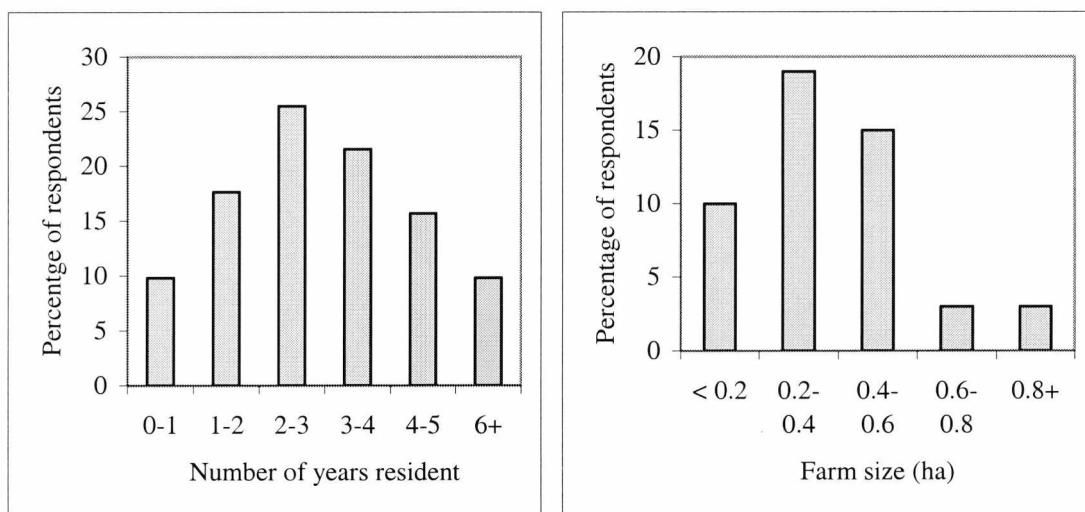 30
25
20
15
10
5
0
Percentge of respondents
0-1 1-2 2-3 3-4 4-5 6+
Number of years resident
20
15
10
5
0
Percentage of respondents
< 0.2 0.2- 0.4- 0.6- 0.8+
0.4 0.6 0.8
Farm size (ha)